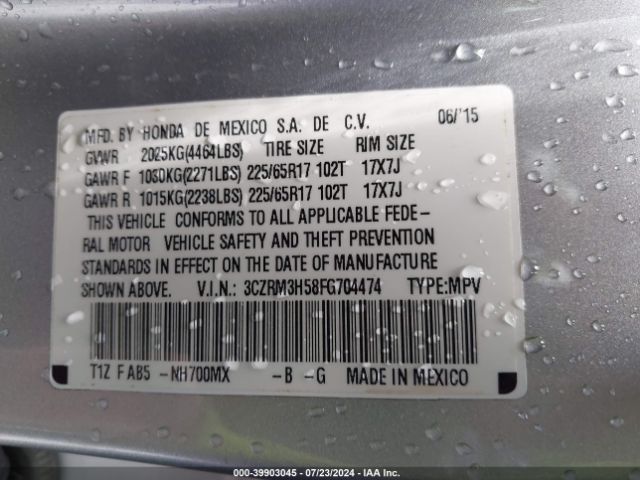 MFD. BY HONDA DE MEXICO S.A. DE C.V. 06/'15
GVWR 2025KG(4464LBS) TIRE SIZE RIM SIZE
GAWR F 1030KG(2271LBS) 225/65R17 102T 17X7J
GAWR R 1015KG(2238LBS) 225/65R17 102T 17X7J
THIS VEHICLE CONFORMS TO ALL APPLICABLE FEDE-
RAL MOTOR VEHICLE SAFETY AND THEFT PREVENTION
STANDARDS IN EFFECT ON THE DATE OF MANUFACTURE
SHOWN ABOVE. V.I.N.: 3CZRM3H58FG704474 TYPE:MPV
T1Z F AB5 -NH700MX -B -G MADE IN MEXICO
000-39903045 / 07/23/2024 - IAA Inc.